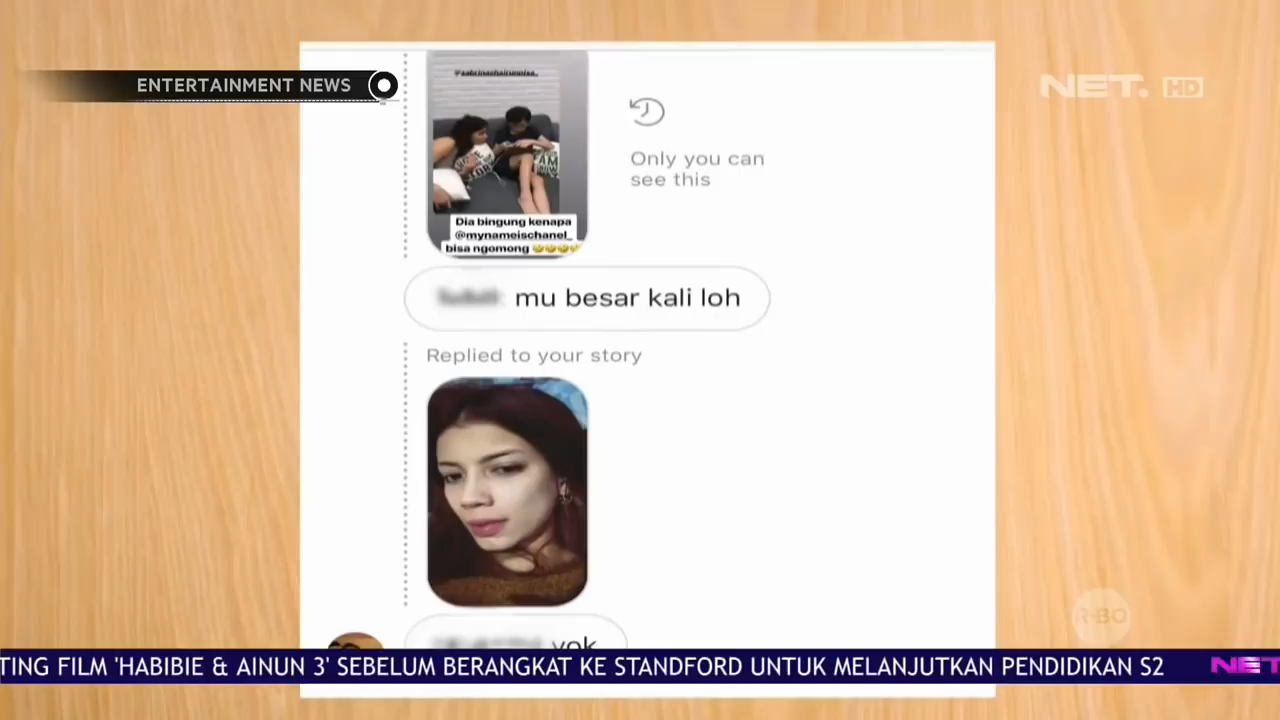 ENTERTAINMENT NEWS
NET. HD
Only you can
see this
Dia bingung kenapa
@mynameischanel_
bisa ngomong 🤣🤣🤣🤣
mu besar kali loh
Replied to your story
yok
R-BO
TING FILM 'HABIBIE & AINUN 3' SEBELUM BERANGKAT KE STANDFORD UNTUK MELANJUTKAN PENDIDIKAN S2
NET